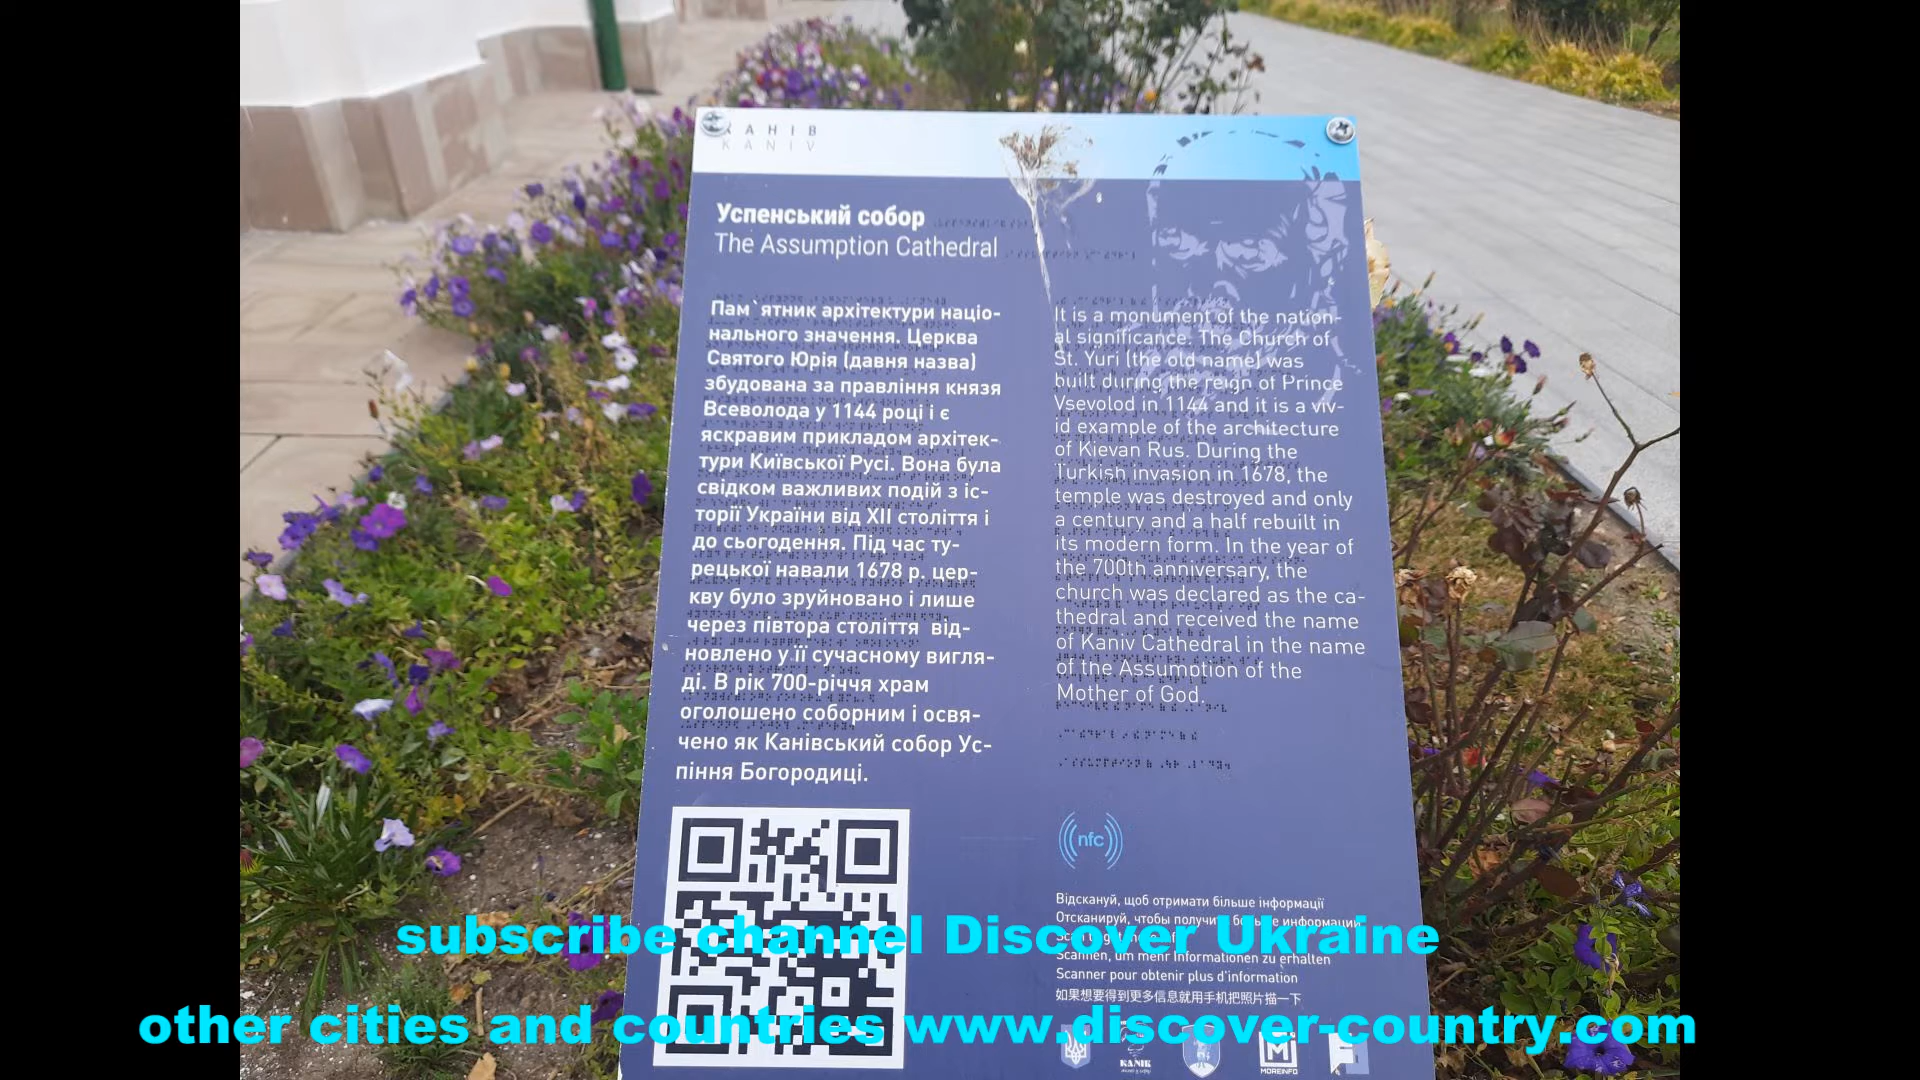 КАНІВ
KANIV
Успенський собор
The Assumption Cathedral
Пам`ятник архітектури націо-
нального значення. Церква
Святого Юрія (давня назва)
збудована за правління князя
Всеволода у 1144 році і є
яскравим прикладом архітек-
тури Київської Русі. Вона була
свідком важливих подій з іс-
торії України від XII століття і
до сьогодення. Під час ту-
рецької навали 1678 р. цер-
кву було зруйновано і лише
через півтора століття від-
новлено у її сучасному вигля-
ді. В рік 700-річчя храм
оголошено соборним і освя-
чено як Канівський собор Ус-
піння Богородиці.
It is a monument of the nation-
al significance. The Church of
St. Yuri (the old name) was
built during the reign of Prince
Vsevolod in 1144 and it is a viv-
id example of the architecture
of Kievan Rus. During the
Turkish invasion in 1678, the
temple was destroyed and only
a century and a half rebuilt in
its modern form. In the year of
the 700th anniversary, the
church was declared as the ca-
thedral and received the name
of Kaniv Cathedral in the name
of the Assumption of the
Mother of God.
nfc
Відскануй, щоб отримати більше інформації
Отсканируй, чтобы получить больше информации
Scan to get more
Scannen, um mehr Informationen zu erhalten
Scanner pour obtenir plus d'information
如果想要得到更多信息就用手机把照片描一下
KANIV
MOREINFO
subscribe channel Discover Ukraine
other cities and countries www.discover-country.com